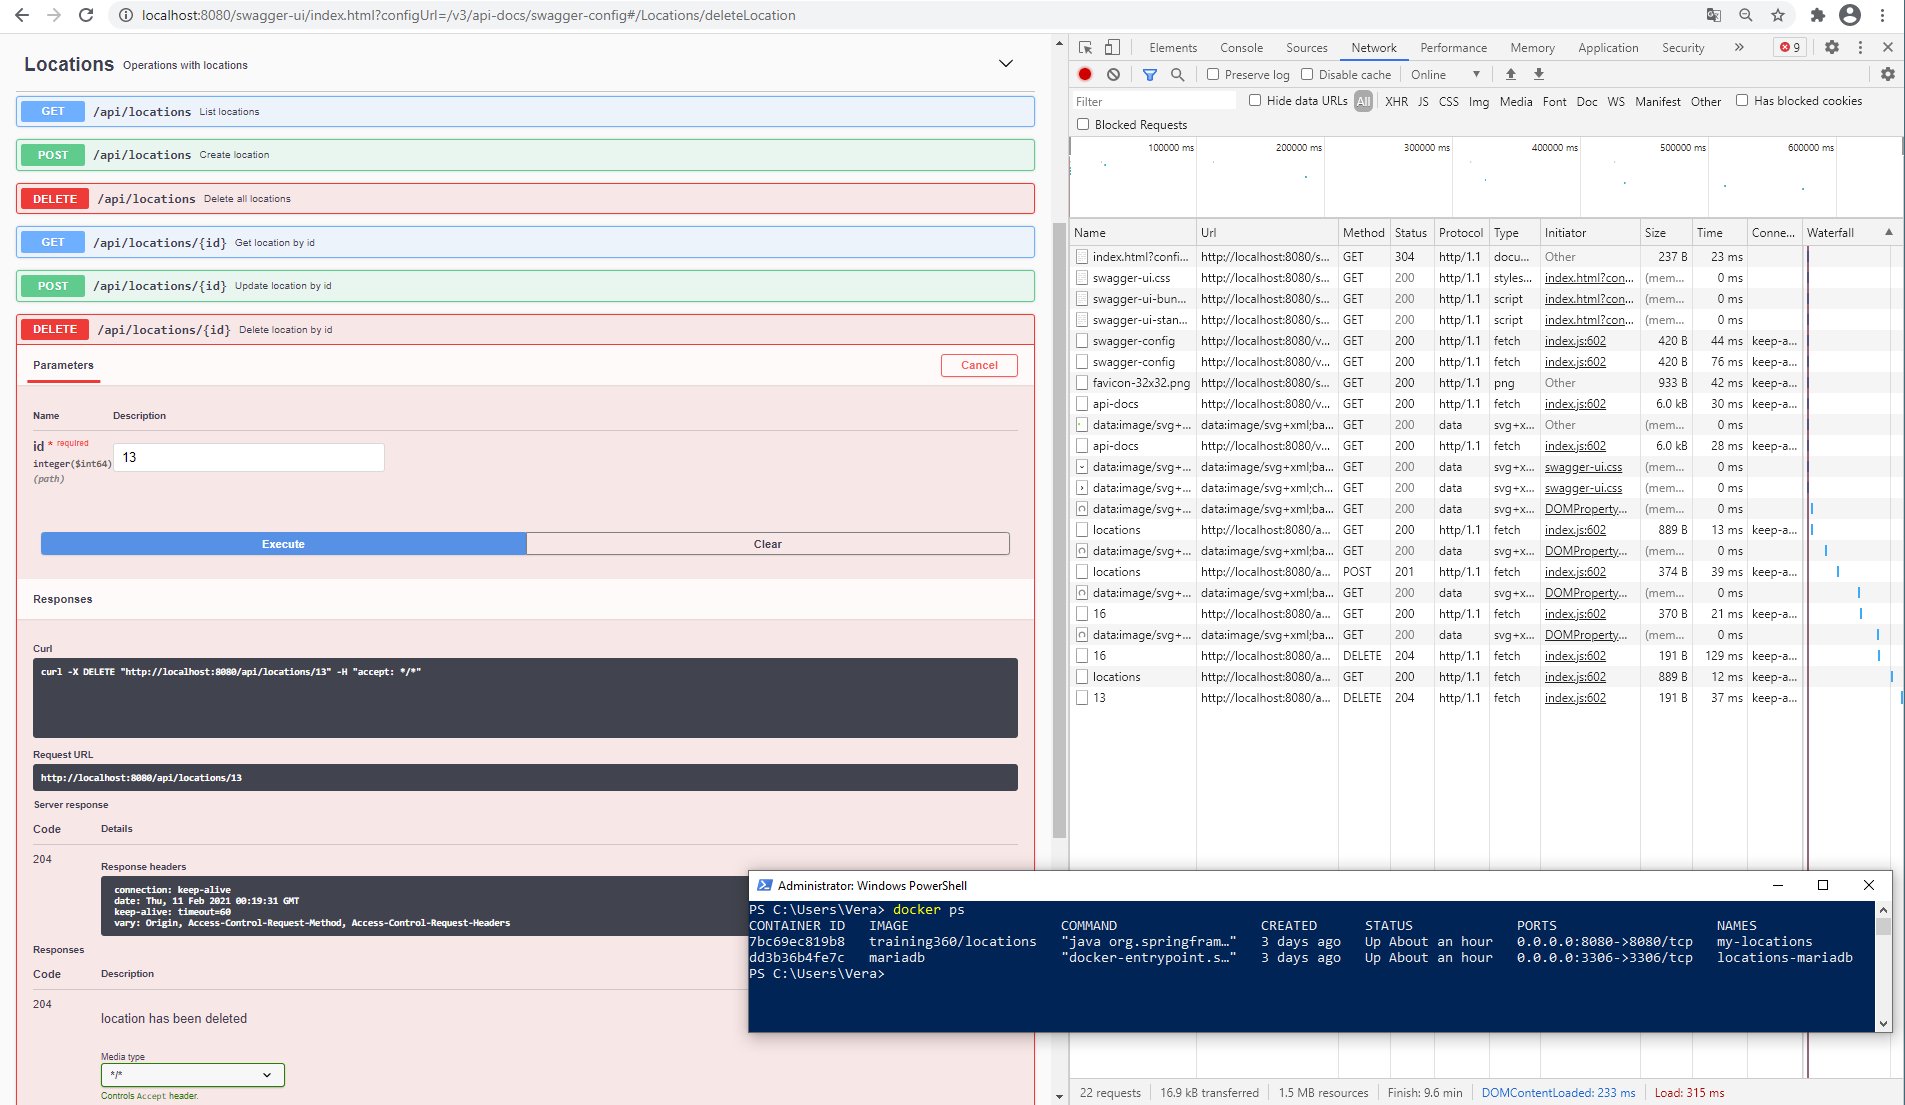 localhost:8080/swagger-ui/index.html?configUrl=/v3/api-docs/swagger-config#/Locations/deleteLocation
Locations Operations with locations
GET /api/locations List locations
POST /api/locations Create location
DELETE /api/locations Delete all locations
GET /api/locations/{id} Get location by id
POST /api/locations/{id} Update location by id
DELETE /api/locations/{id} Delete location by id
Parameters Cancel
Name Description
id * required
integer($int64)
(path)
13
Execute Clear
Responses
Curl
curl -X DELETE "http://localhost:8080/api/locations/13" -H "accept: */*"
Request URL
http://localhost:8080/api/locations/13
Server response
Code Details
204
Response headers
connection: keep-alive
date: Thu, 11 Feb 2021 00:19:31 GMT
keep-alive: timeout=60
vary: Origin, Access-Control-Request-Method, Access-Control-Request-Headers
Responses
Code Description
204
location has been deleted
Media type
*/*
Controls Accept header.
Elements Console Sources Network Performance Memory Application Security » 9
Preserve log Disable cache Online
Filter Hide data URLs All XHR JS CSS Img Media Font Doc WS Manifest Other Has blocked cookies
Blocked Requests
100000 ms 200000 ms 300000 ms 400000 ms 500000 ms 600000 ms
Name Url Method Status Protocol Type Initiator Size Time Conne... Waterfall
index.html?confi... http://localhost:8080/s... GET 304 http/1.1 docu... Other 237 B 23 ms
swagger-ui.css http://localhost:8080/s... GET 200 http/1.1 styles... index.html?con... (mem... 0 ms
swagger-ui-bun... http://localhost:8080/s... GET 200 http/1.1 script index.html?con... (mem... 0 ms
swagger-ui-stan... http://localhost:8080/s... GET 200 http/1.1 script index.html?con... (mem... 0 ms
swagger-config http://localhost:8080/v... GET 200 http/1.1 fetch index.js:602 420 B 44 ms keep-a...
swagger-config http://localhost:8080/v... GET 200 http/1.1 fetch index.js:602 420 B 76 ms keep-a...
favicon-32x32.png http://localhost:8080/s... GET 200 http/1.1 png Other 933 B 42 ms keep-a...
api-docs http://localhost:8080/v... GET 200 http/1.1 fetch index.js:602 6.0 kB 30 ms keep-a...
data:image/svg+... data:image/svg+xml;ba... GET 200 data svg+x... Other (mem... 0 ms
api-docs http://localhost:8080/v... GET 200 http/1.1 fetch index.js:602 6.0 kB 28 ms keep-a...
data:image/svg+... data:image/svg+xml;ba... GET 200 data svg+x... swagger-ui.css (mem... 0 ms
data:image/svg+... data:image/svg+xml;ch... GET 200 data svg+x... swagger-ui.css (mem... 0 ms
data:image/svg+... data:image/svg+xml;ba... GET 200 data svg+x... DOMProperty... (mem... 0 ms
locations http://localhost:8080/a... GET 200 http/1.1 fetch index.js:602 889 B 13 ms keep-a...
data:image/svg+... data:image/svg+xml;ba... GET 200 data svg+x... DOMProperty... (mem... 0 ms
locations http://localhost:8080/a... POST 201 http/1.1 fetch index.js:602 374 B 39 ms keep-a...
data:image/svg+... data:image/svg+xml;ba... GET 200 data svg+x... DOMProperty... (mem... 0 ms
16 http://localhost:8080/a... GET 200 http/1.1 fetch index.js:602 370 B 21 ms keep-a...
data:image/svg+... data:image/svg+xml;ba... GET 200 data svg+x... DOMProperty... (mem... 0 ms
16 http://localhost:8080/a... DELETE 204 http/1.1 fetch index.js:602 191 B 129 ms keep-a...
locations http://localhost:8080/a... GET 200 http/1.1 fetch index.js:602 889 B 12 ms keep-a...
13 http://localhost:8080/a... DELETE 204 http/1.1 fetch index.js:602 191 B 37 ms keep-a...
Administrator: Windows PowerShell
PS C:\Users\Vera> docker ps
CONTAINER ID IMAGE COMMAND CREATED STATUS PORTS NAMES
7bc69ec819b8 training360/locations "java org.springfram…" 3 days ago Up About an hour 0.0.0.0:8080->8080/tcp my-locations
dd3b36b4fe7c mariadb "docker-entrypoint.s…" 3 days ago Up About an hour 0.0.0.0:3306->3306/tcp locations-mariadb
PS C:\Users\Vera>
22 requests 16.9 kB transferred 1.5 MB resources Finish: 9.6 min DOMContentLoaded: 233 ms Load: 315 ms